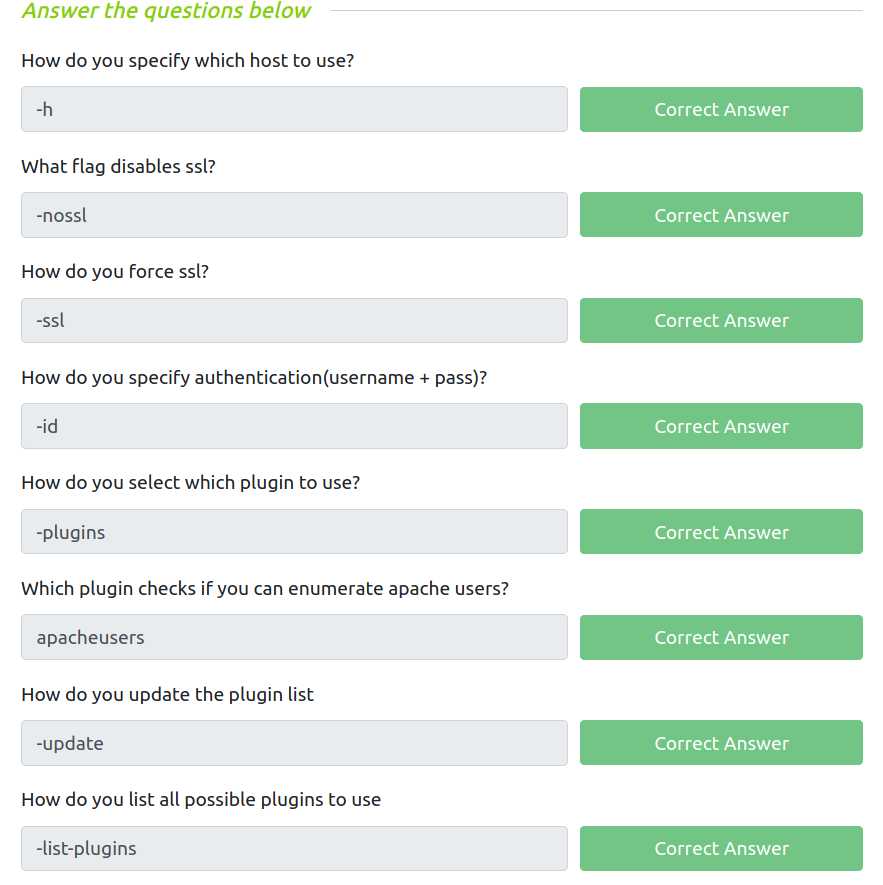 Answer the questions below
How do you specify which host to use?
-h
Correct Answer
What flag disables ssl?
-nossl
Correct Answer
How do you force ssl?
-ssl
Correct Answer
How do you specify authentication(username + pass)?
-id
Correct Answer
How do you select which plugin to use?
-plugins
Correct Answer
Which plugin checks if you can enumerate apache users?
apacheusers
Correct Answer
How do you update the plugin list
-update
Correct Answer
How do you list all possible plugins to use
-list-plugins
Correct Answer